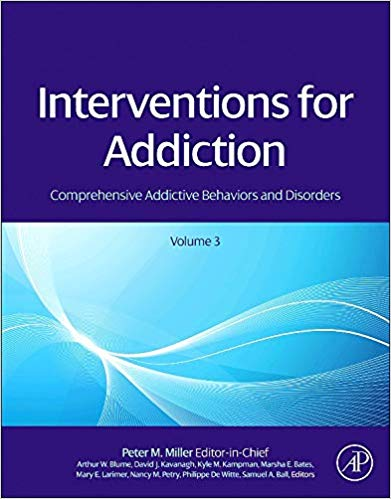 Interventions for
Addiction
Comprehensive Addictive Behaviors and Disorders
Volume 3
Peter M. Miller Editor-in-Chief
Arthur W. Blume, David J. Kavanagh, Kyle M. Kampman, Marsha E. Bates,
Mary E. Larimer, Nancy M. Petry, Philippe De Witte, Samuel A. Ball, Editors
AP